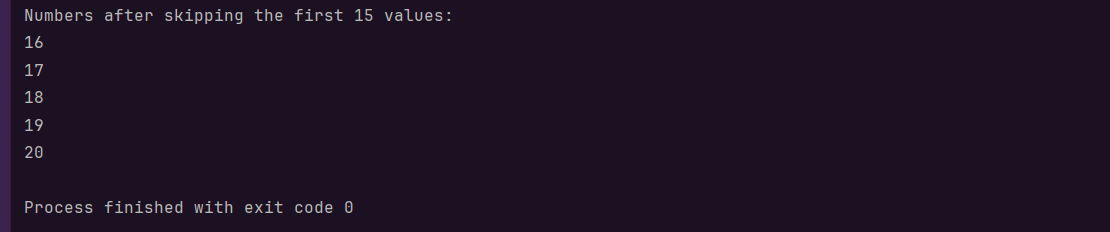 Numbers after skipping the first 15 values:
16
17
18
19
20
Process finished with exit code 0